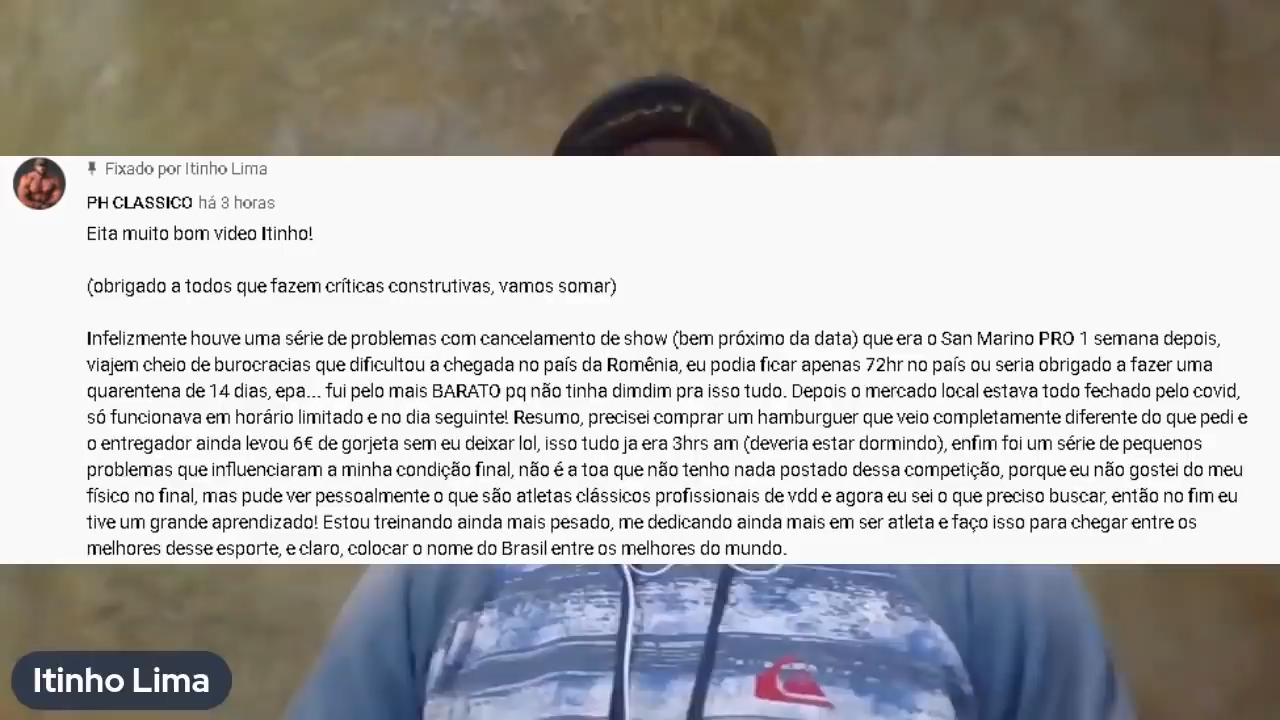 Fixado por Itinho Lima
PH CLASSICO há 3 horas
Eita muito bom video Itinho!
(obrigado a todos que fazem críticas construtivas, vamos somar)
Infelizmente houve uma série de problemas com cancelamento de show (bem próximo da data) que era o San Marino PRO 1 semana depois,
viajem cheio de burocracias que dificultou a chegada no país da Romênia, eu podia ficar apenas 72hr no país ou seria obrigado a fazer uma
quarentena de 14 dias, epa... fui pelo mais BARATO pq não tinha dimdim pra isso tudo. Depois o mercado local estava todo fechado pelo covid,
só funcionava em horário limitado e no dia seguinte! Resumo, precisei comprar um hamburguer que veio completamente diferente do que pedi e
o entregador ainda levou 6€ de gorjeta sem eu deixar lol, isso tudo ja era 3hrs am (deveria estar dormindo), enfim foi um série de pequenos
problemas que influenciaram a minha condição final, não é a toa que não tenho nada postado dessa competição, porque eu não gostei do meu
físico no final, mas pude ver pessoalmente o que são atletas clássicos profissionais de vdd e agora eu sei o que preciso buscar, então no fim eu
tive um grande aprendizado! Estou treinando ainda mais pesado, me dedicando ainda mais em ser atleta e faço isso para chegar entre os
melhores desse esporte, e claro, colocar o nome do Brasil entre os melhores do mundo.
Itinho Lima